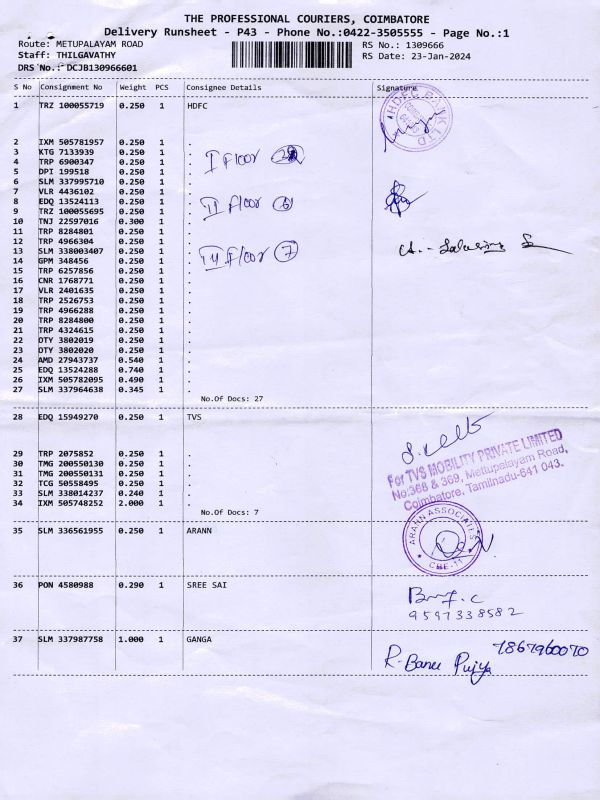 THE PROFESSIONAL COURIERS, COIMBATORE
Delivery Runsheet - P43 - Phone No.:0422-3505555 - Page No.:1
Route: METUPALAYAM ROAD RS No.: 1309666
Staff: THILGAVATHY RS Date: 23-Jan-2024
DRS No.: DCJB130966601
S No Consignment No Weight PCS Consignee Details Signature
1 TRZ 100055719 0.250 1 HDFC
HDFC BANK LTD
2 IXM 505781957 0.250 1 .
3 KTG 7133939 0.250 1 .
4 TRP 6900347 0.250 1 . I floor
5 DPI 199518 0.250 1 .
6 SLM 337995710 0.250 1 .
7 VLR 4436102 0.250 1 .
8 EDQ 13524113 0.250 1 . II floor 6
9 TRZ 100055695 0.250 1 .
10 TNJ 22597016 0.300 1 .
11 TRP 8284801 0.250 1 .
12 TRP 4966304 0.250 1 .
13 SLM 338003407 0.250 1 . III floor 7
14 GPM 348456 0.250 1 .
15 TRP 6257856 0.250 1 .
16 CNR 1768771 0.250 1 .
17 VLR 2401635 0.250 1 .
18 TRP 2526753 0.250 1 .
19 TRP 4966288 0.250 1 .
20 TRP 8284800 0.250 1 .
21 TRP 4324615 0.250 1 .
22 OTY 3802019 0.250 1 .
23 OTY 3802020 0.250 1 .
24 AMD 27943737 0.540 1 .
25 EDQ 13524288 0.740 1 .
26 IXM 505782095 0.490 1 .
27 SLM 337964638 0.345 1 .
No.Of Docs: 27
28 EDQ 15949270 0.250 1 TVS
29 TRP 2075852 0.250 1 .
30 TMG 200550130 0.250 1 .
31 TMG 200550131 0.250 1 .
32 TCG 50558495 0.250 1 .
33 SLM 338014237 0.240 1 .
34 IXM 505748252 2.000 1 .
No.Of Docs: 7
For TVS MOBILITY PRIVATE LIMITED
No.368 & 369, Mettupalayam Road,
Coimbatore, Tamilnadu-641 043.
35 SLM 336561955 0.250 1 ARANN
ARANN ASSOCIATES
CBE-11
36 PON 4580988 0.290 1 SREE SAI
9597338582
37 SLM 337987758 1.000 1 GANGA
7867960070
R. Banu Pujya